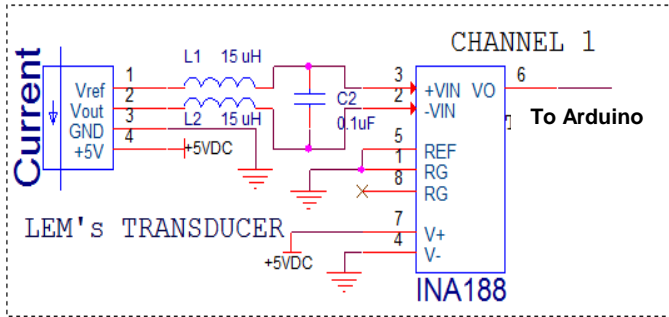 CHANNEL 1
L1 15 uH
Current
Vref 1
Vout 2
GND 3
+5V 4
L2 15 uH
+5VDC
C2
0.1uF
3 +VIN VO 6
2 -VIN
To Arduino
5 REF
1 RG
8 RG
7 V+
4 V-
+5VDC
LEM's TRANSDUCER
INA188